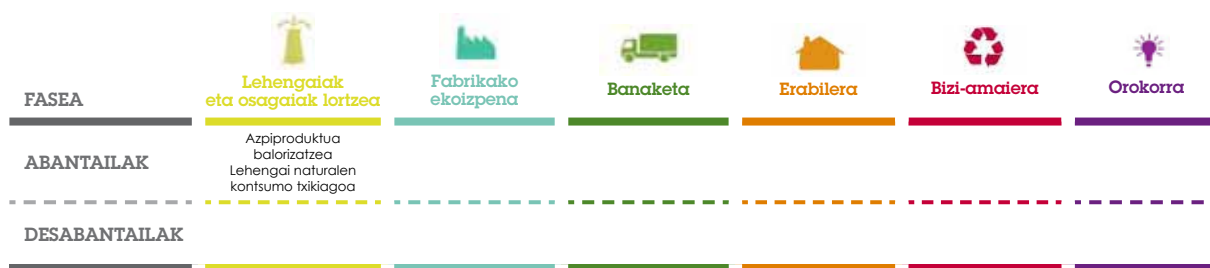 FASEA
Lehengaiak
eta osagaiak lortzea
Fabrikako
ekoizpena
Banaketa
Erabilera
Bizi-amaiera
Orokorra
ABANTAILAK
Azpiproduktua
balorizatzea
Lehengai naturalen
kontsumo txikiagoa
DESABANTAILAK